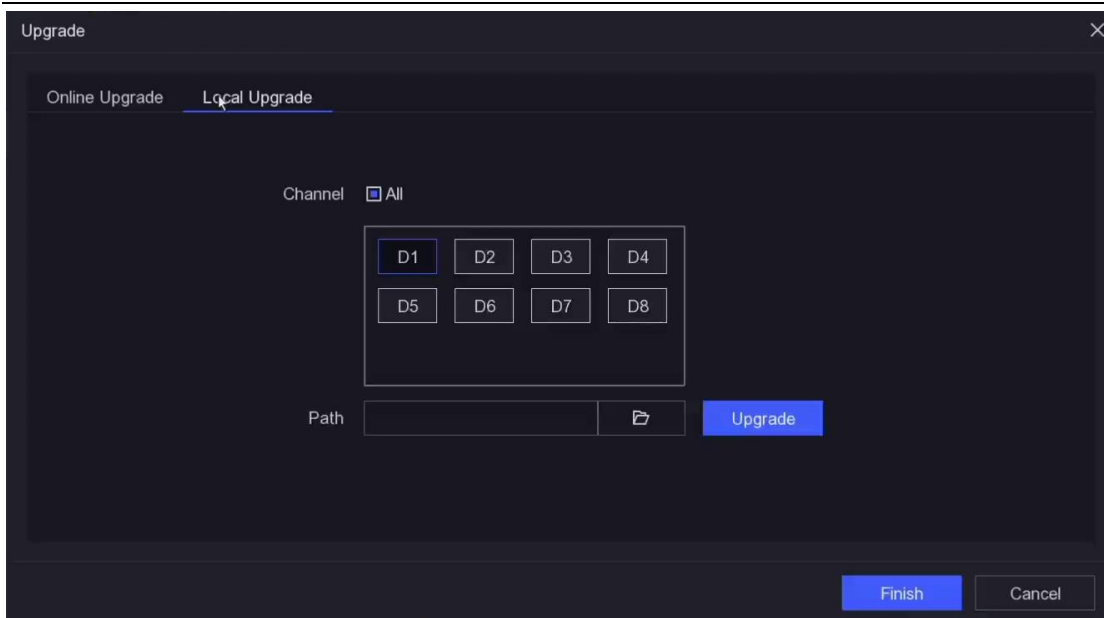 Upgrade
Online Upgrade Local Upgrade
Channel All
D1 D2 D3 D4
D5 D6 D7 D8
Path Upgrade
Finish Cancel